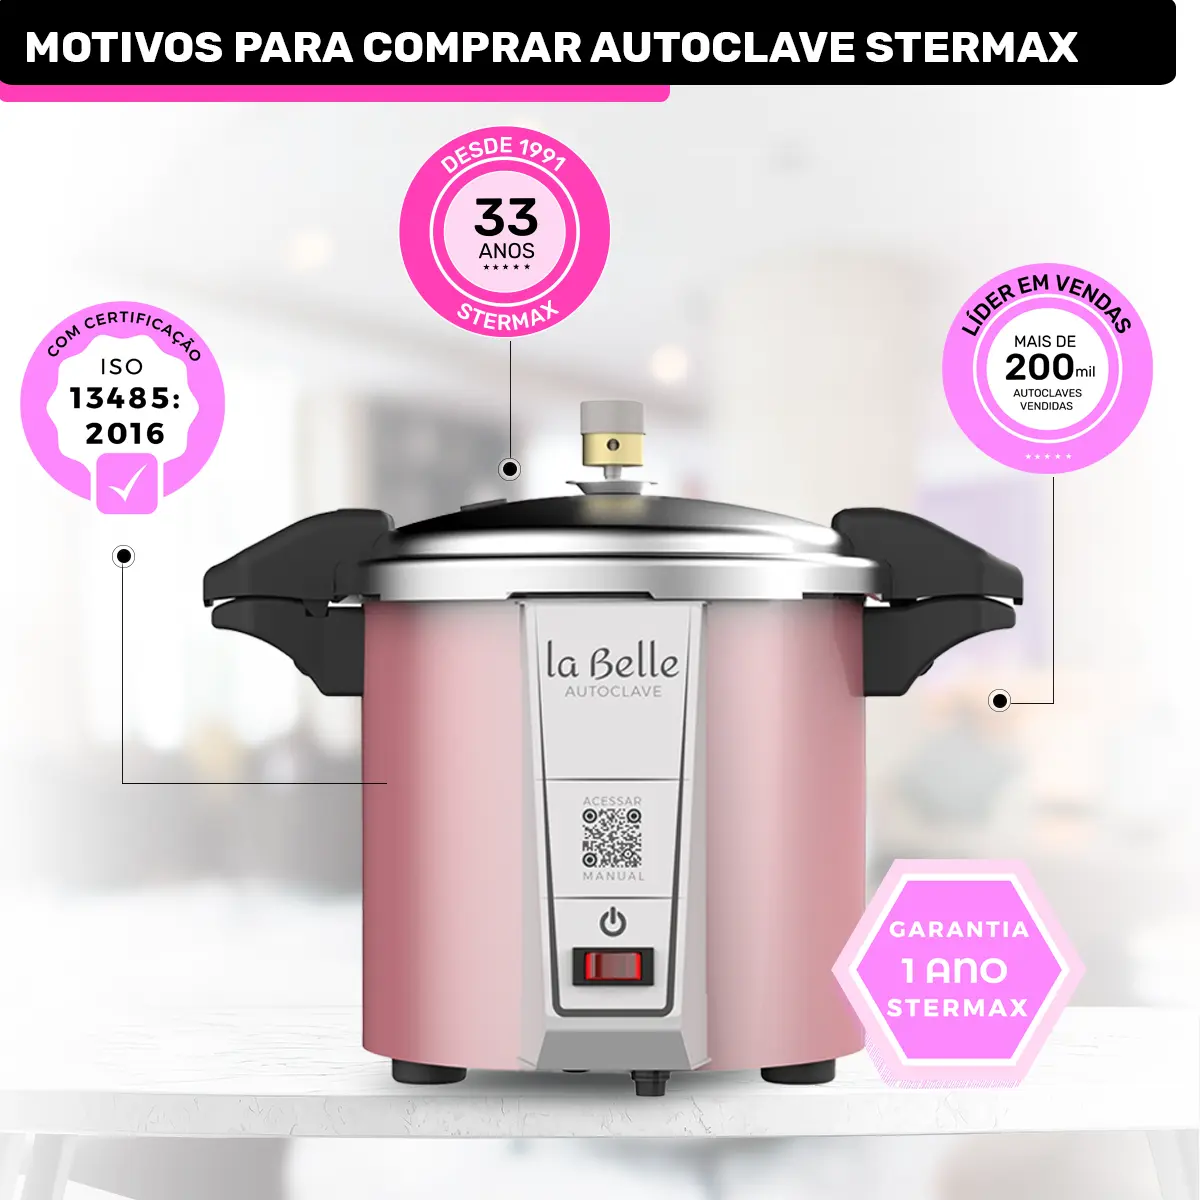 MOTIVOS PARA COMPRAR AUTOCLAVE STERMAX
DESDE 1991
33
ANOS
STERMAX
COM CERTIFICAÇÃO
ISO
13485:
2016
LÍDER EM VENDAS
MAIS DE
200mil
AUTOCLAVES
VENDIDAS
la Belle
AUTOCLAVE
ACESSAR
MANUAL
GARANTIA
1 ANO
STERMAX